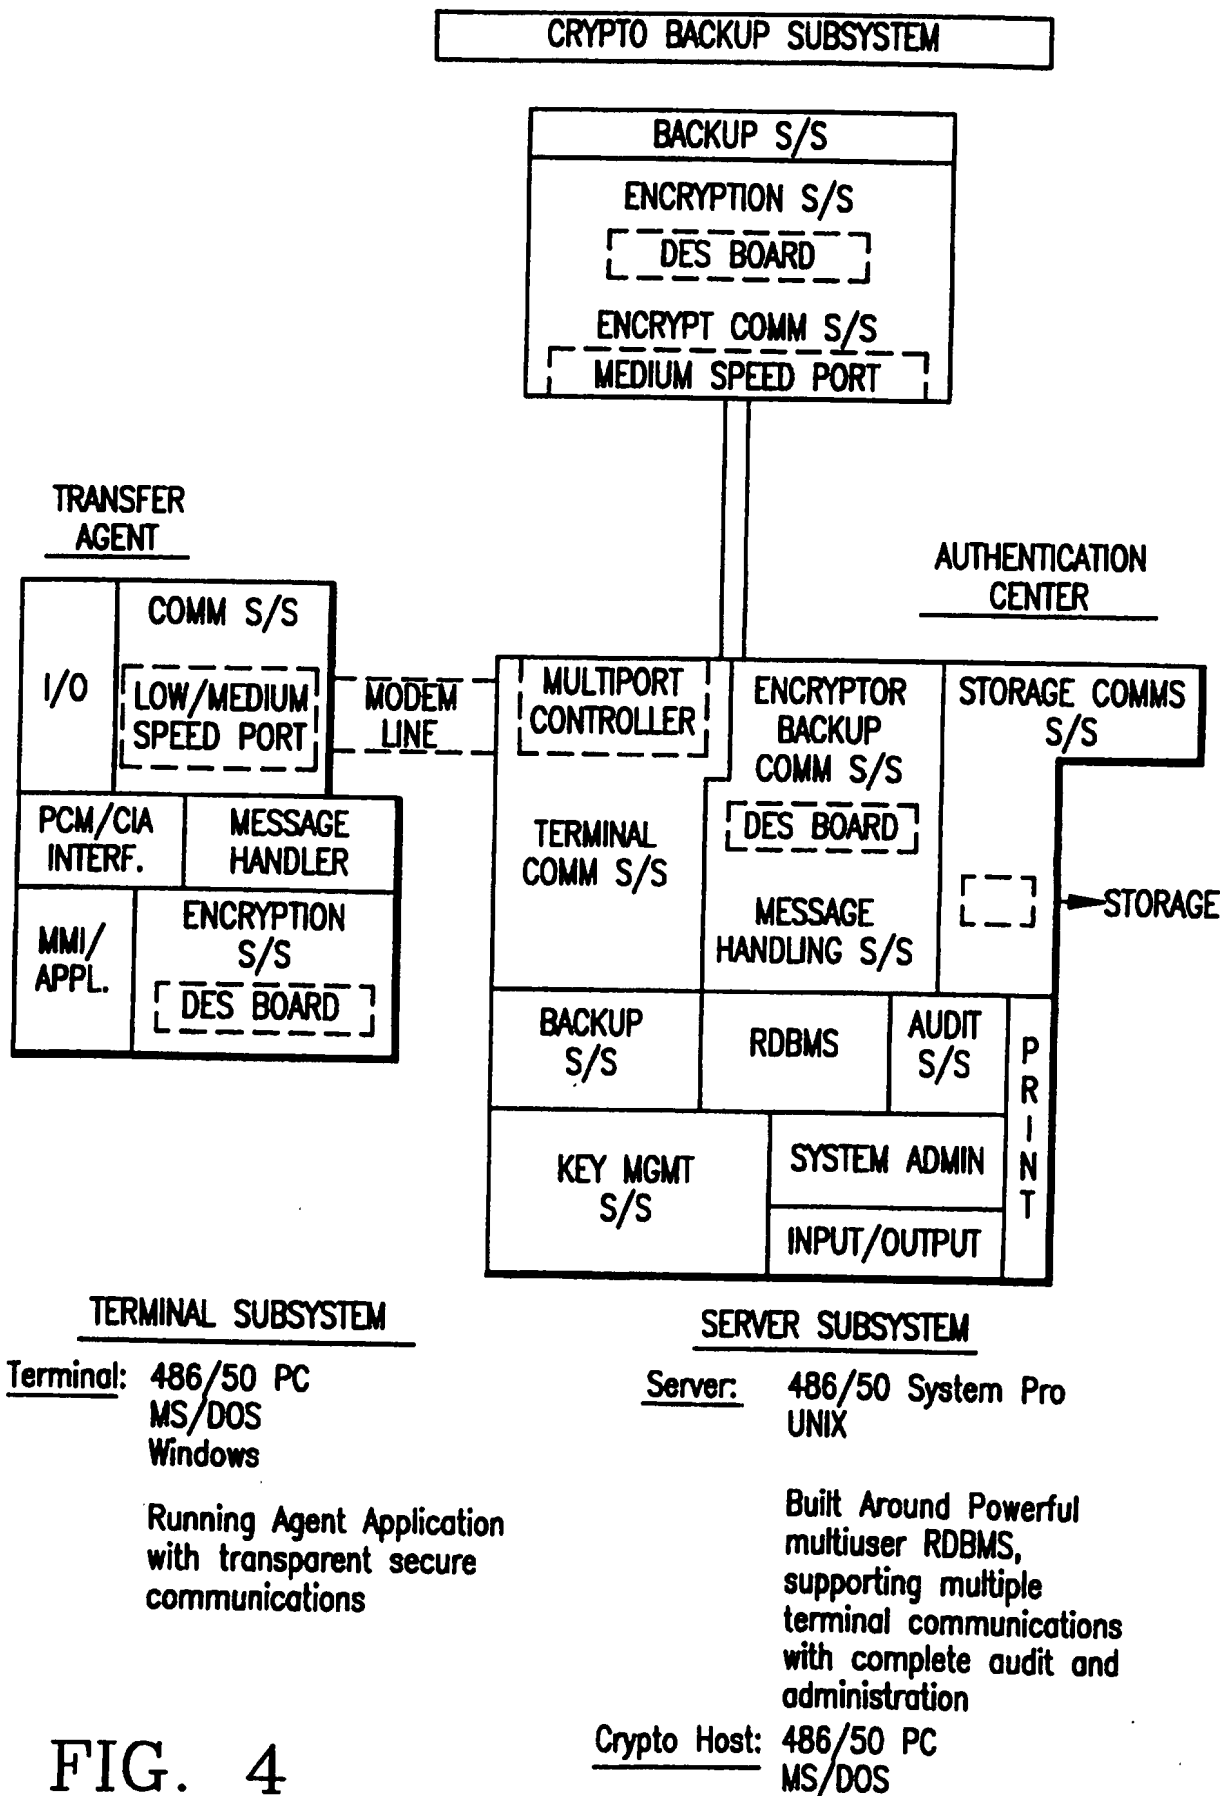 CRYPTO BACKUP SUBSYSTEM
BACKUP S/S
ENCRYPTION S/S
DES BOARD
ENCRYPT COMM S/S
MEDIUM SPEED PORT
TRANSFER
AGENT
I/O
COMM S/S
LOW/MEDIUM
SPEED PORT
PCM/CIA
INTERF.
MESSAGE
HANDLER
MMI/
APPL.
ENCRYPTION
S/S
DES BOARD
MODEM
LINE
AUTHENTICATION
CENTER
MULTIPORT
CONTROLLER
TERMINAL
COMM S/S
ENCRYPTOR
BACKUP
COMM S/S
DES BOARD
MESSAGE
HANDLING S/S
STORAGE COMMS
S/S
STORAGE
BACKUP
S/S
RDBMS
AUDIT
S/S
PRINT
KEY MGMT
S/S
SYSTEM ADMIN
INPUT/OUTPUT
TERMINAL SUBSYSTEM
Terminal: 486/50 PC
MS/DOS
Windows
Running Agent Application
with transparent secure
communications
SERVER SUBSYSTEM
Server: 486/50 System Pro
UNIX
Built Around Powerful
multiuser RDBMS,
supporting multiple
terminal communications
with complete audit and
administration
Crypto Host: 486/50 PC
MS/DOS
FIG. 4